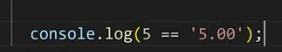 console.log(5 == '5.00');